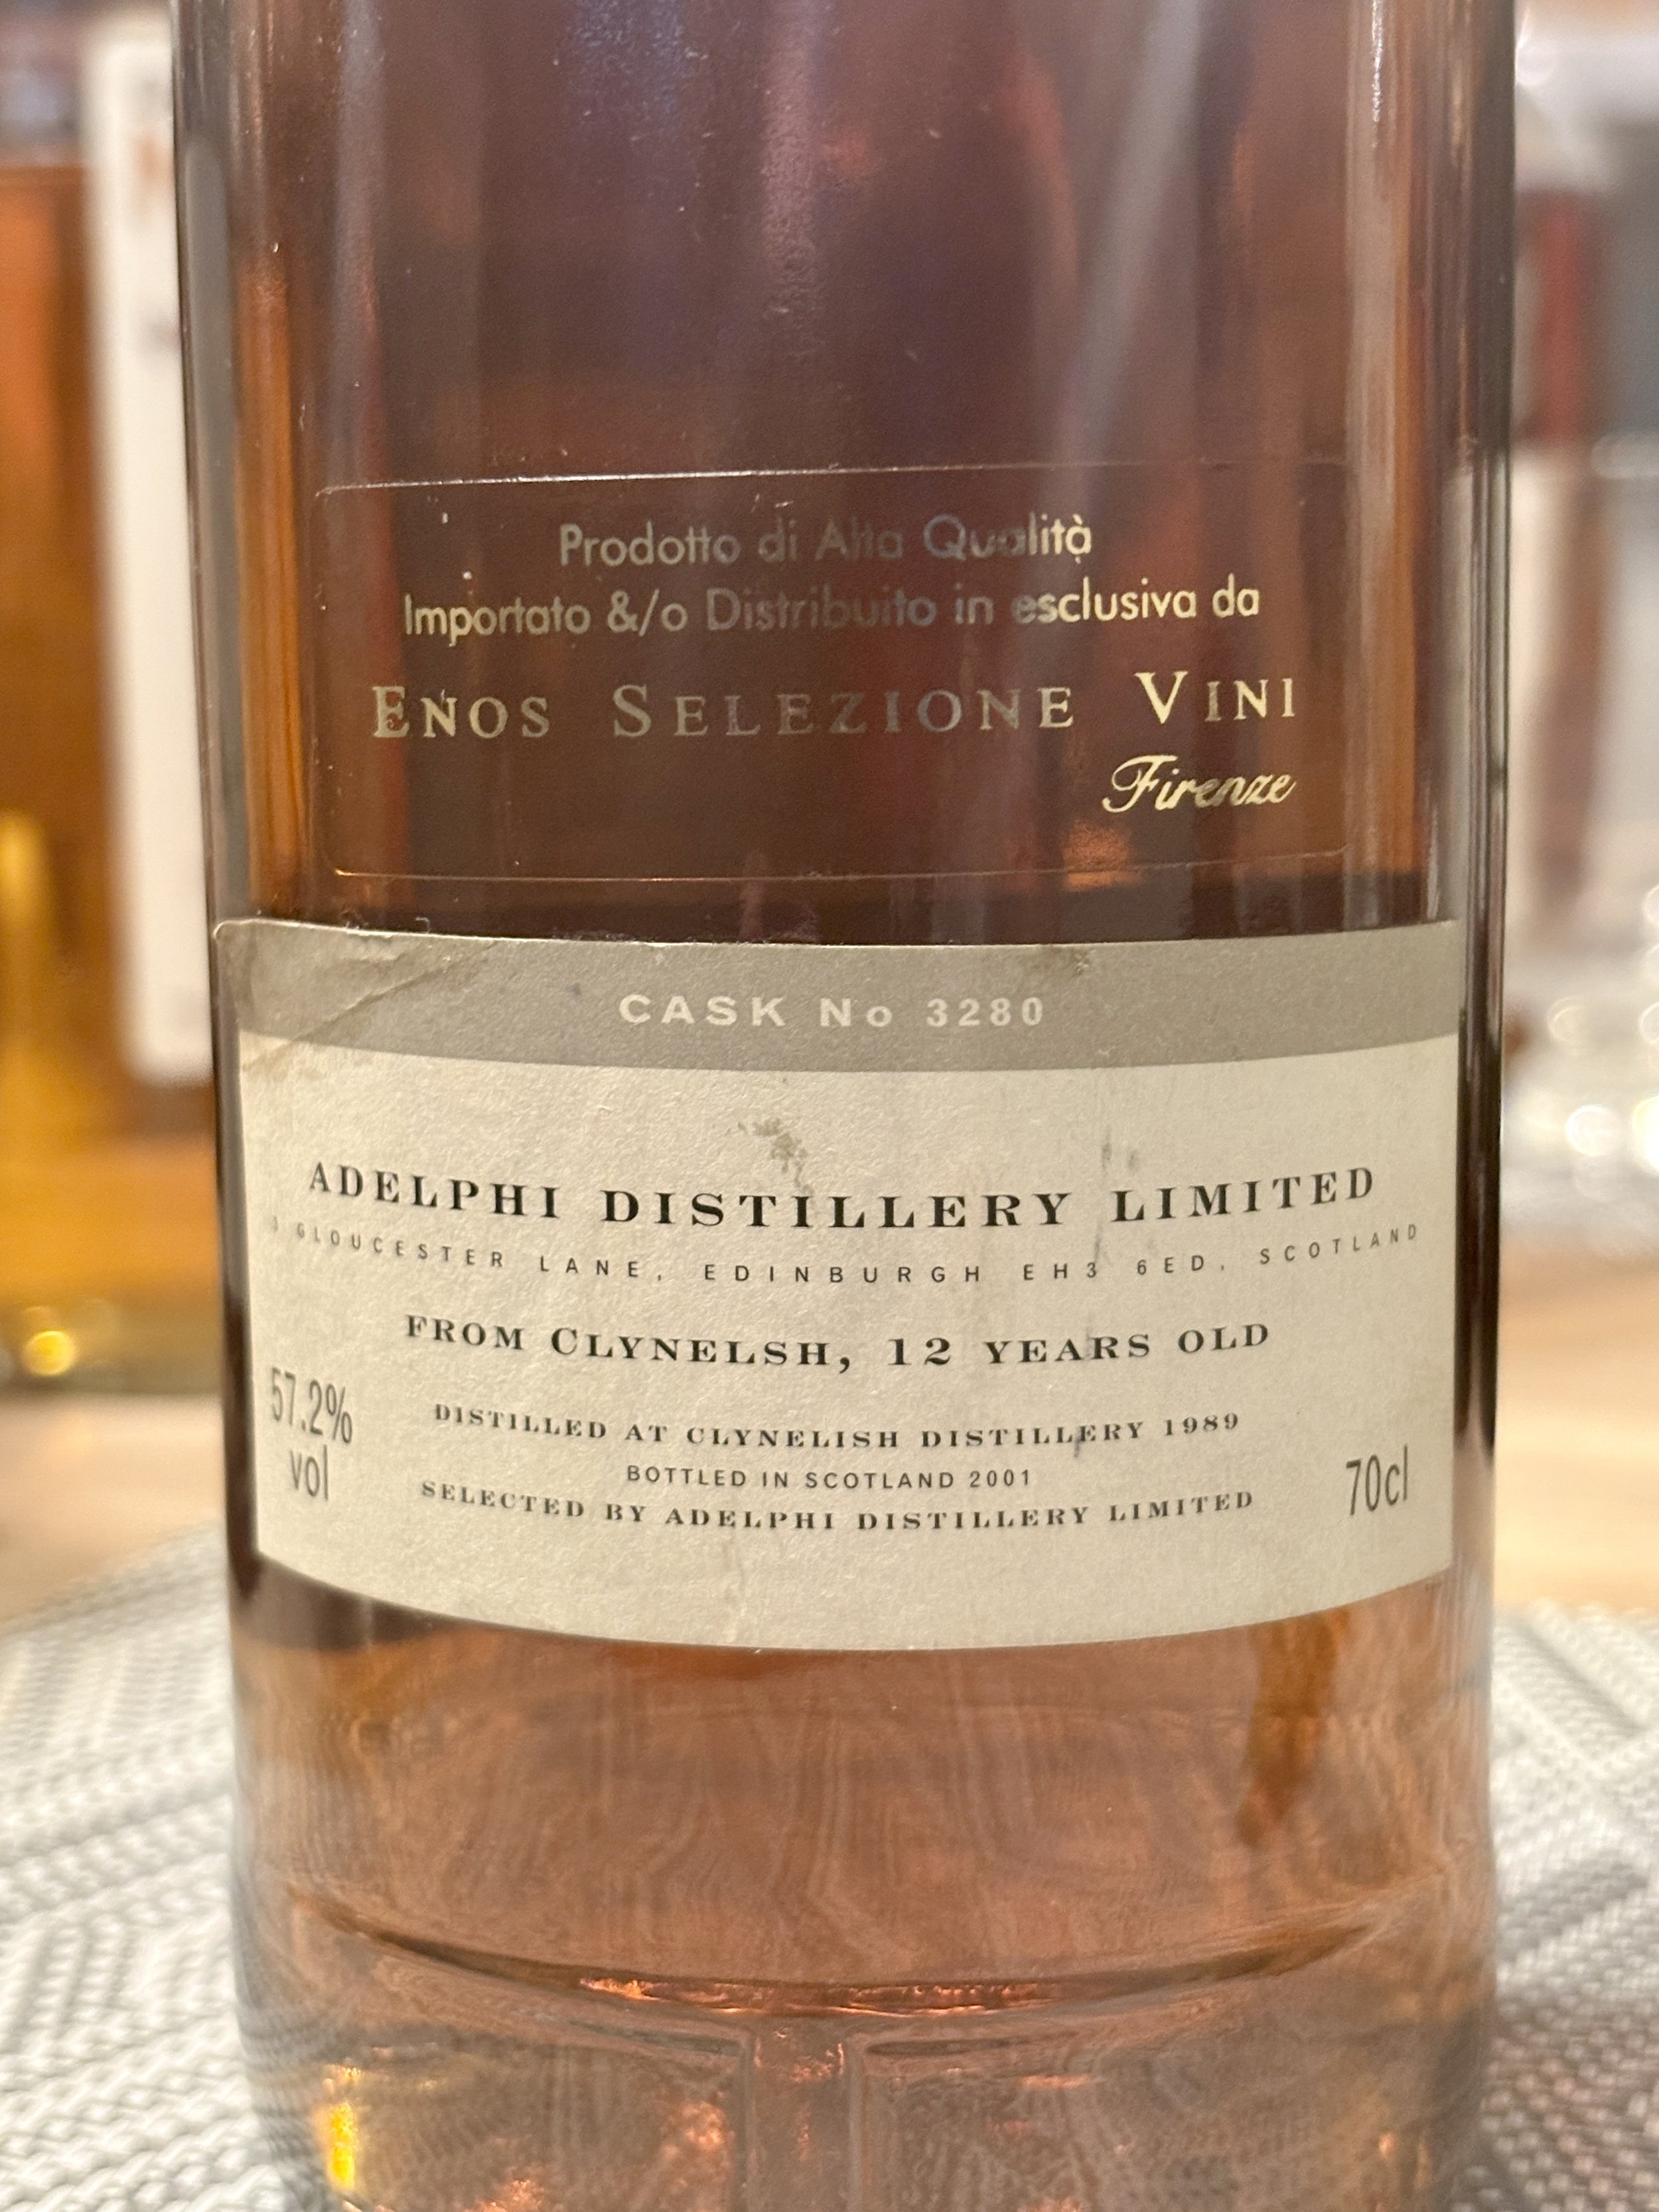 Prodotto di Alta Qualità
Importato &/o Distribuito in esclusiva da
ENOS SELEZIONE VINI
Firenze
CASK No 3280
ADELPHI DISTILLERY LIMITED
3 GLOUCESTER LANE, EDINBURGH EH3 6ED, SCOTLAND
FROM CLYNELSH, 12 YEARS OLD
57.2%
vol
DISTILLED AT CLYNELISH DISTILLERY 1989
BOTTLED IN SCOTLAND 2001
SELECTED BY ADELPHI DISTILLERY LIMITED
70cl